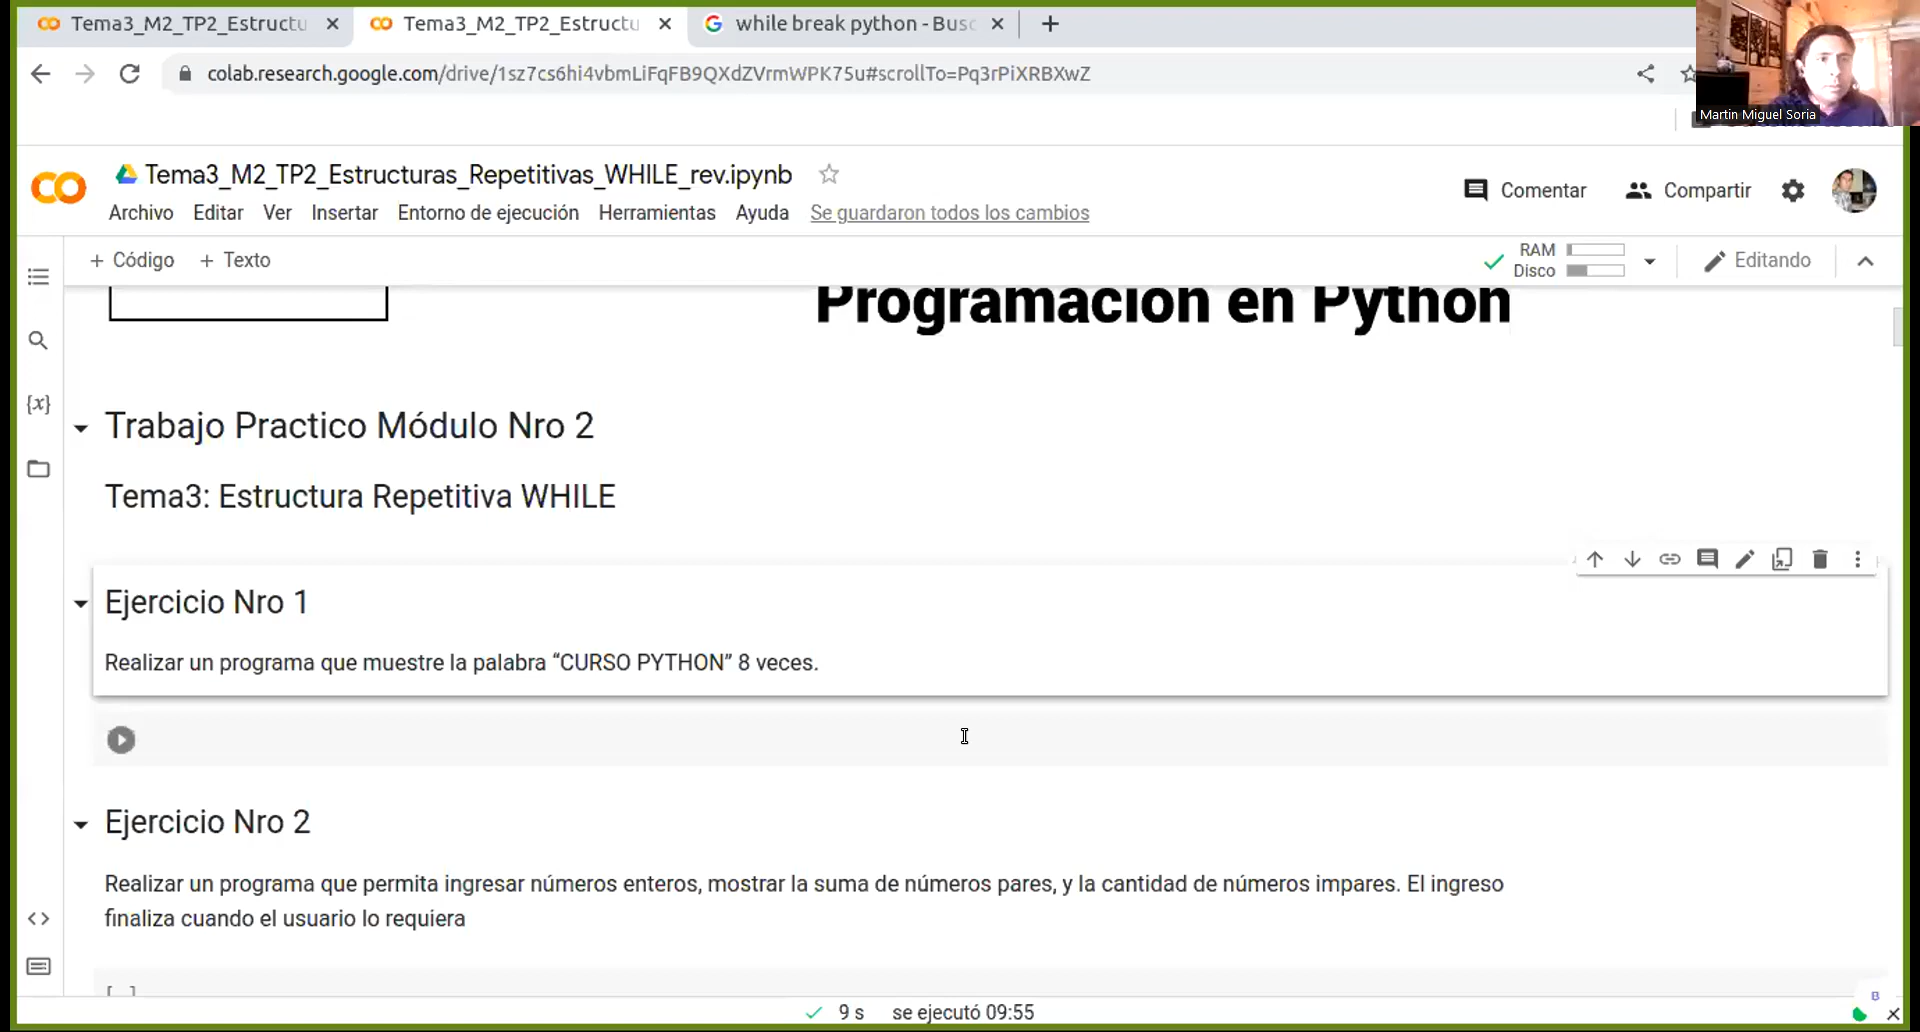 Tema3_M2_TP2_Estructu
Tema3_M2_TP2_Estructu
while break python - Busc
colab.research.google.com/drive/1sz7cs6hi4vbmLiFqFB9QXdZVrmWPK75u#scrollTo=Pq3rPiXRBXwZ
Martin Miguel Soria
Tema3_M2_TP2_Estructuras_Repetitivas_WHILE_rev.ipynb
Comentar
Compartir
Archivo Editar Ver Insertar Entorno de ejecución Herramientas Ayuda Se guardaron todos los cambios
+ Código + Texto
RAM
Disco
Editando
Programación en Python
Trabajo Practico Módulo Nro 2
Tema3: Estructura Repetitiva WHILE
Ejercicio Nro 1
Realizar un programa que muestre la palabra “CURSO PYTHON” 8 veces.
Ejercicio Nro 2
Realizar un programa que permita ingresar números enteros, mostrar la suma de números pares, y la cantidad de números impares. El ingreso
finaliza cuando el usuario lo requiera
[ ]
9 s se ejecutó 09:55
B